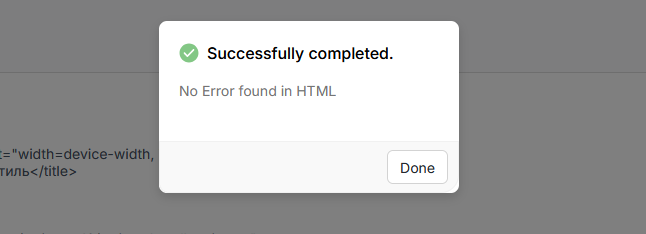 Successfully completed.
No Error found in HTML
t="width=device-width,
тиль</title>
Done